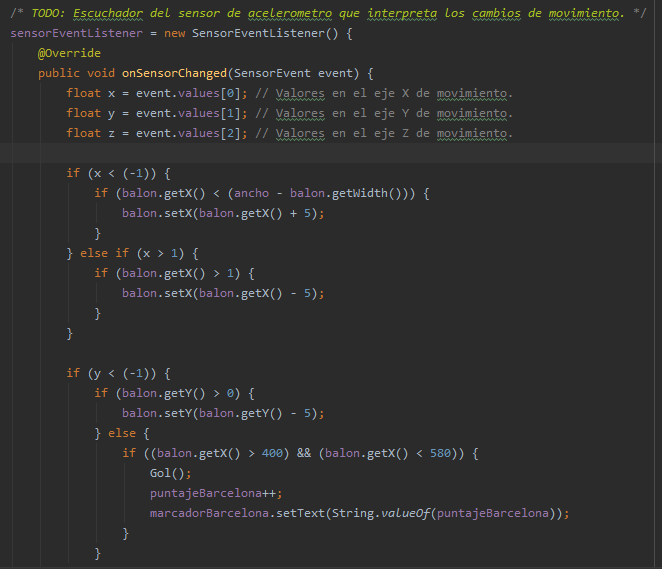 /* TODO: Escuchador del sensor de acelerometro que interpreta los cambios de movimiento. */
sensorEventListener = new SensorEventListener() {
    @Override
    public void onSensorChanged(SensorEvent event) {
        float x = event.values[0]; // Valores en el eje X de movimiento.
        float y = event.values[1]; // Valores en el eje Y de movimiento.
        float z = event.values[2]; // Valores en el eje Z de movimiento.

        if (x < (-1)) {
            if (balon.getX() < (ancho - balon.getWidth())) {
                balon.setX(balon.getX() + 5);
            }
        } else if (x > 1) {
            if (balon.getX() > 1) {
                balon.setX(balon.getX() - 5);
            }
        }

        if (y < (-1)) {
            if (balon.getY() > 0) {
                balon.setY(balon.getY() - 5);
            } else {
                if ((balon.getX() > 400) && (balon.getX() < 580)) {
                    Gol();
                    puntajeBarcelona++;
                    marcadorBarcelona.setText(String.valueOf(puntajeBarcelona));
                }
            }